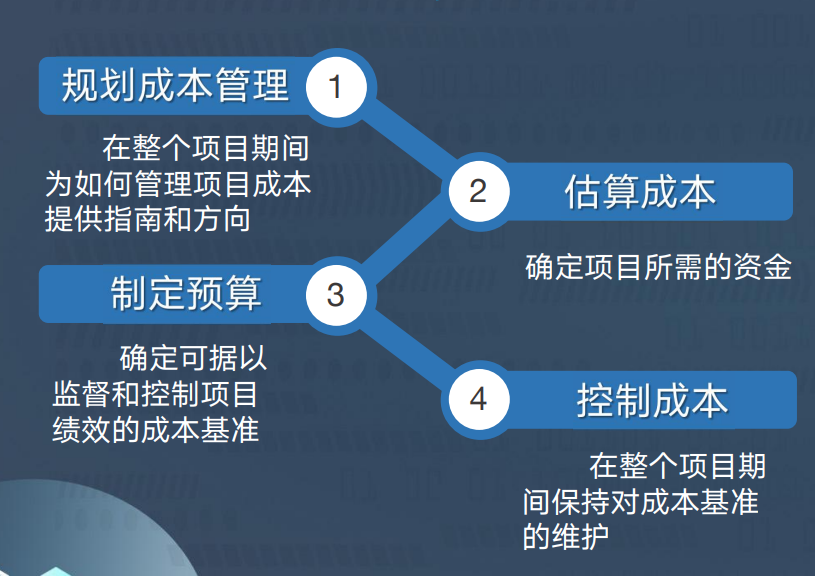 规划成本管理
1
在整个项目期间
为如何管理项目成本
提供指南和方向
2
估算成本
确定项目所需的资金
制定预算
3
确定可据以
监督和控制项目
绩效的成本基准
4
控制成本
在整个项目期
间保持对成本基准
的维护